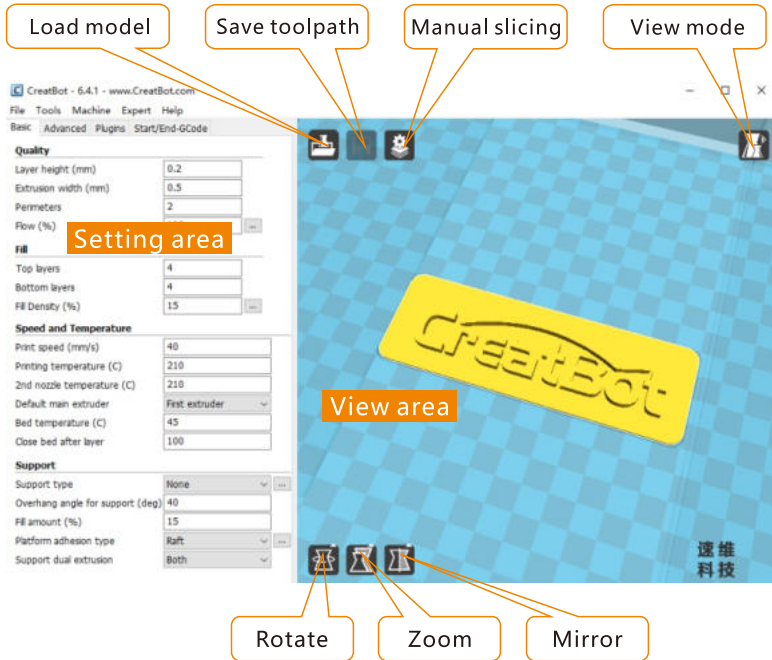 Load model
Save toolpath
Manual slicing
View mode
CreatBot - 6.4.1 - www.CreatBot.com
File Tools Machine Expert Help
Basic Advanced Plugins Start/End-GCode
Quality
Layer height (mm) 0.2
Extrusion width (mm) 0.5
Perimeters 2
Flow (%) ...
Setting area
Fill
Top layers 4
Bottom layers 4
Fill Density (%) 15 ...
Speed and Temperature
Print speed (mm/s) 40
Printing temperature (C) 210
2nd nozzle temperature (C) 210
Default main extruder First extruder
Bed temperature (C) 45
Close bed after layer 100
Support
Support type None ...
Overhang angle for support (deg) 40
Fill amount (%) 15
Platform adhesion type Raft ...
Support dual extrusion Both
CreatBot
View area
速维
科技
Rotate
Zoom
Mirror